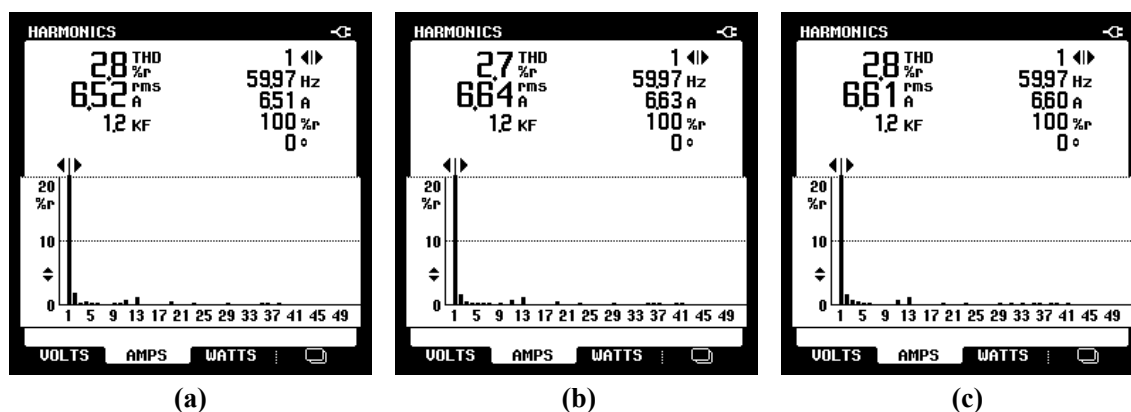 HARMONICS
2.8 THD %r
6.52 rms A
1.2 KF
1
59.97 Hz
6.51 A
100 %r
0 °
20
%r
10
0
1 5 9 13 17 21 25 29 33 37 41 45 49
VOLTS AMPS WATTS
(a)
HARMONICS
2.7 THD %r
6.64 rms A
1.2 KF
1
59.97 Hz
6.63 A
100 %r
0 °
20
%r
10
0
1 5 9 13 17 21 25 29 33 37 41 45 49
VOLTS AMPS WATTS
(b)
HARMONICS
2.8 THD %r
6.61 rms A
1.2 KF
1
59.97 Hz
6.60 A
100 %r
0 °
20
%r
10
0
1 5 9 13 17 21 25 29 33 37 41 45 49
VOLTS AMPS WATTS
(c)